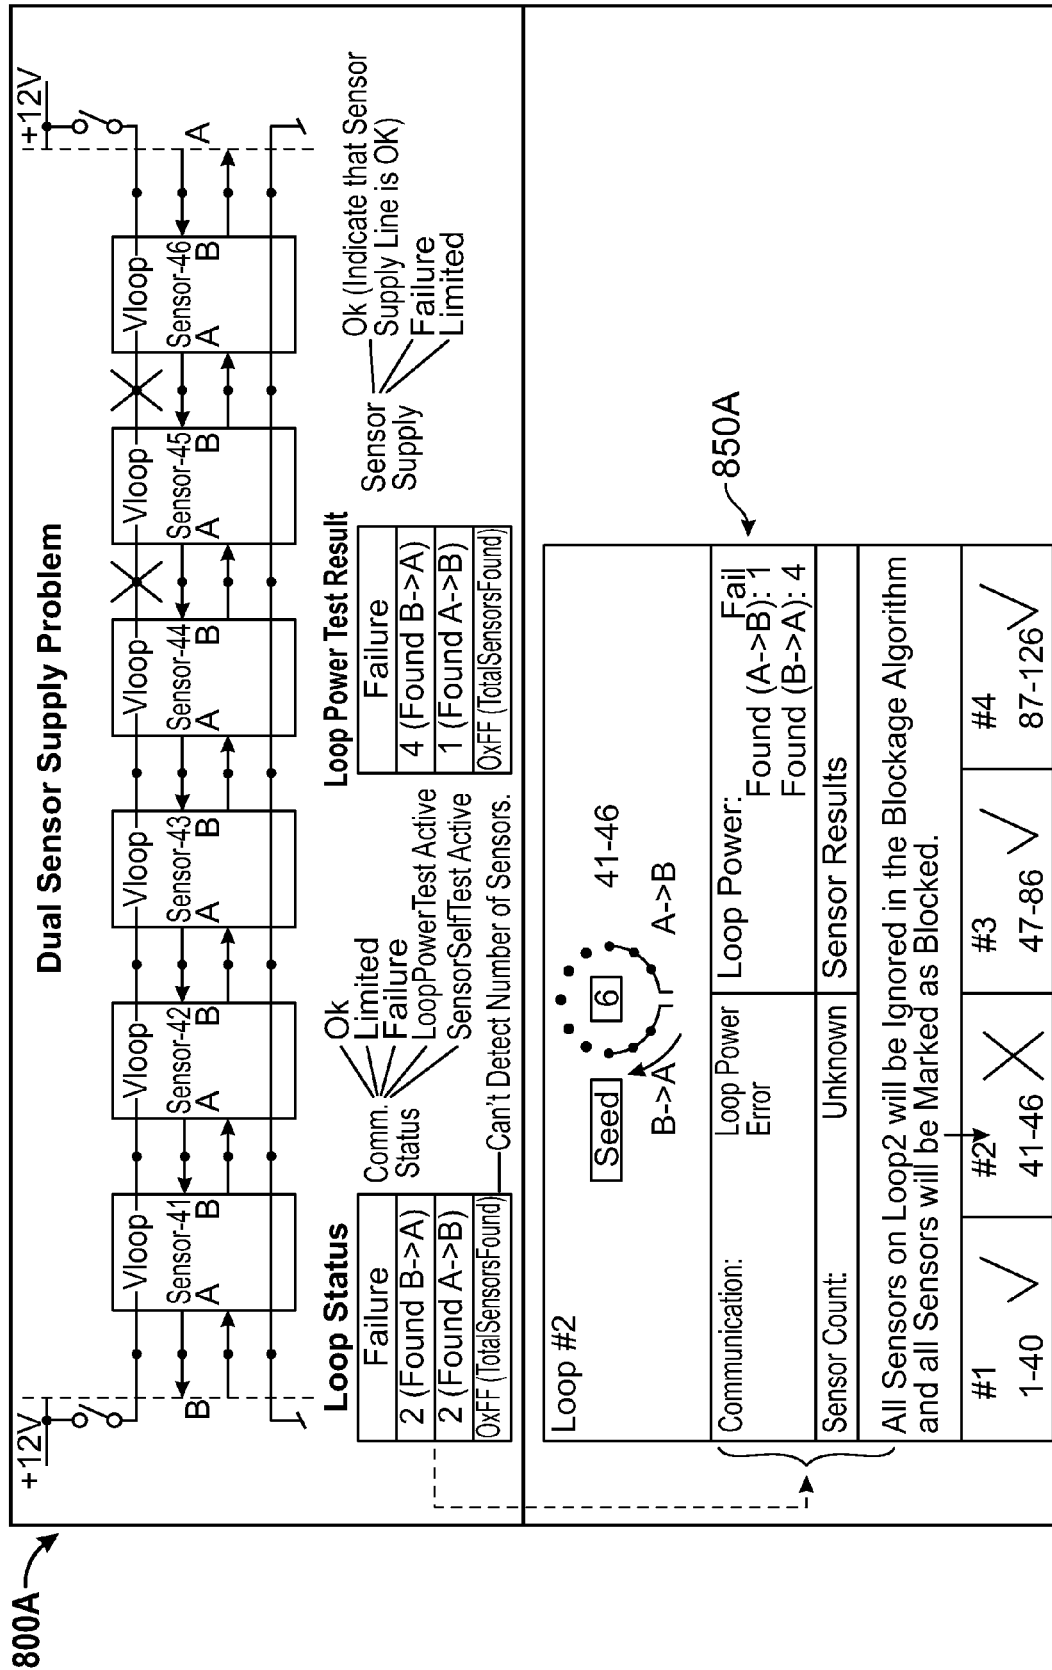 800A
Dual Sensor Supply Problem
+12V
+12V
B
Vloop
Sensor-41
A
B
Vloop
Sensor-42
A
B
Vloop
Sensor-43
A
B
Vloop
Sensor-44
A
B
Vloop
Sensor-45
A
B
Vloop
Sensor-46
A
B
A
Loop Status
Failure
2 (Found B->A)
2 (Found A->B)
OxFF (TotalSensorsFound)
Comm.
Status
Ok
Limited
Failure
LoopPowerTest Active
SensorSelfTest Active
Can't Detect Number of Sensors.
Loop Power Test Result
Failure
4 (Found B->A)
1 (Found A->B)
OxFF (TotalSensorsFound)
Sensor
Supply
Ok (Indicate that Sensor
Supply Line is OK)
Failure
Limited
850A
Loop #2
Seed
6
41-46
B->A
A->B
Communication:
Loop Power
Error
Loop Power:
Fail
Found (A->B): 1
Found (B->A): 4
Sensor Count:
Unknown
Sensor Results
All Sensors on Loop2 will be Ignored in the Blockage Algorithm
and all Sensors will be Marked as Blocked.
#1
1-40
#2
41-46
#3
47-86
#4
87-126